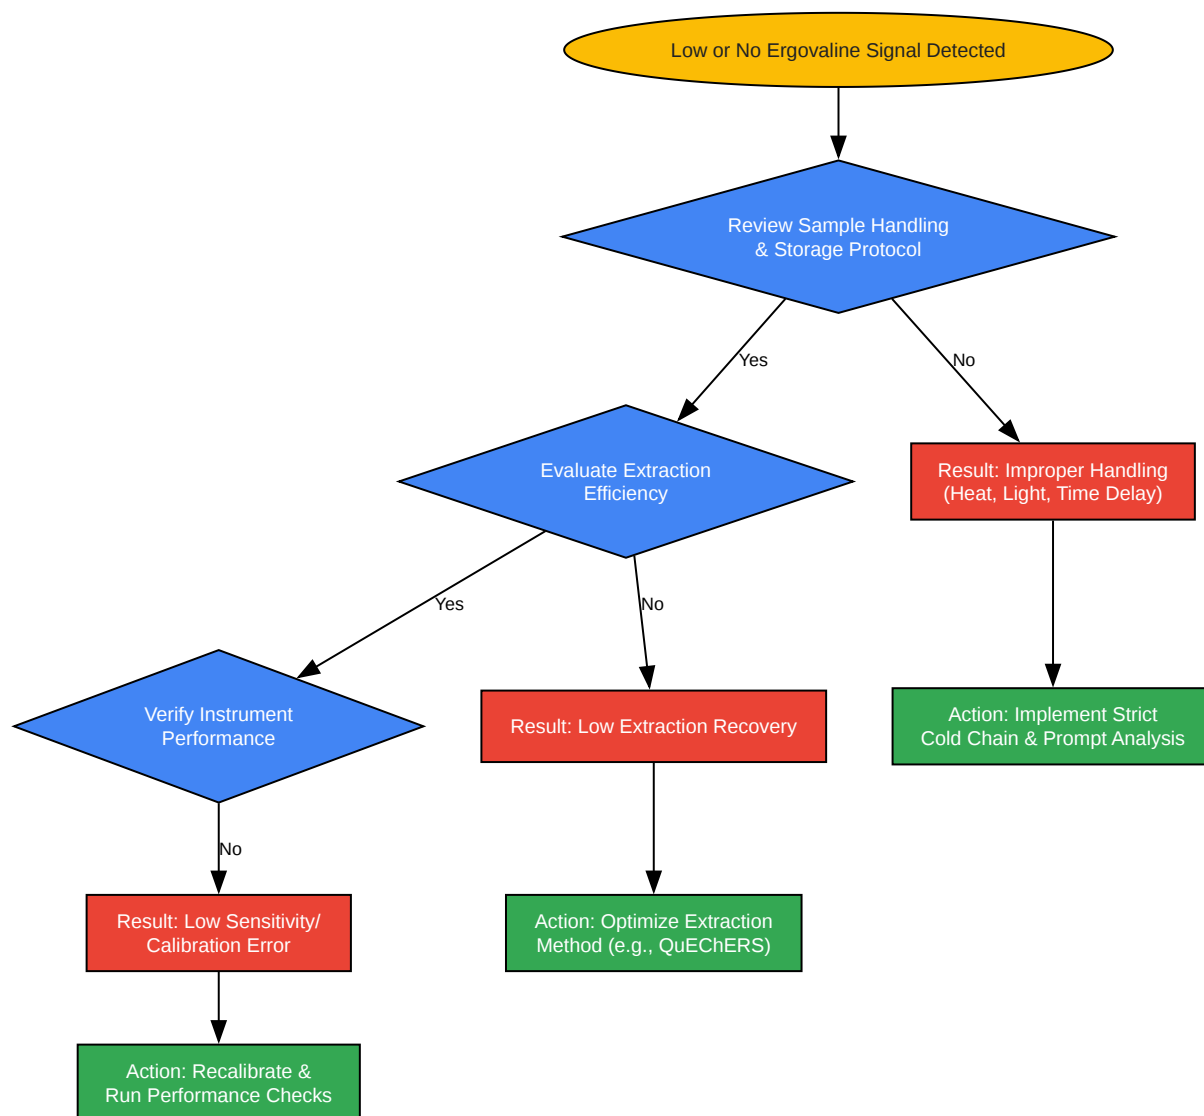 Low or No Ergovaline Signal Detected
Review Sample Handling
& Storage Protocol
Yes
No
Evaluate Extraction
Efficiency
Result: Improper Handling
(Heat, Light, Time Delay)
Yes
No
Verify Instrument
Performance
Result: Low Extraction Recovery
Action: Implement Strict
Cold Chain & Prompt Analysis
No
Result: Low Sensitivity/
Calibration Error
Action: Optimize Extraction
Method (e.g., QuEChERS)
Action: Recalibrate &
Run Performance Checks